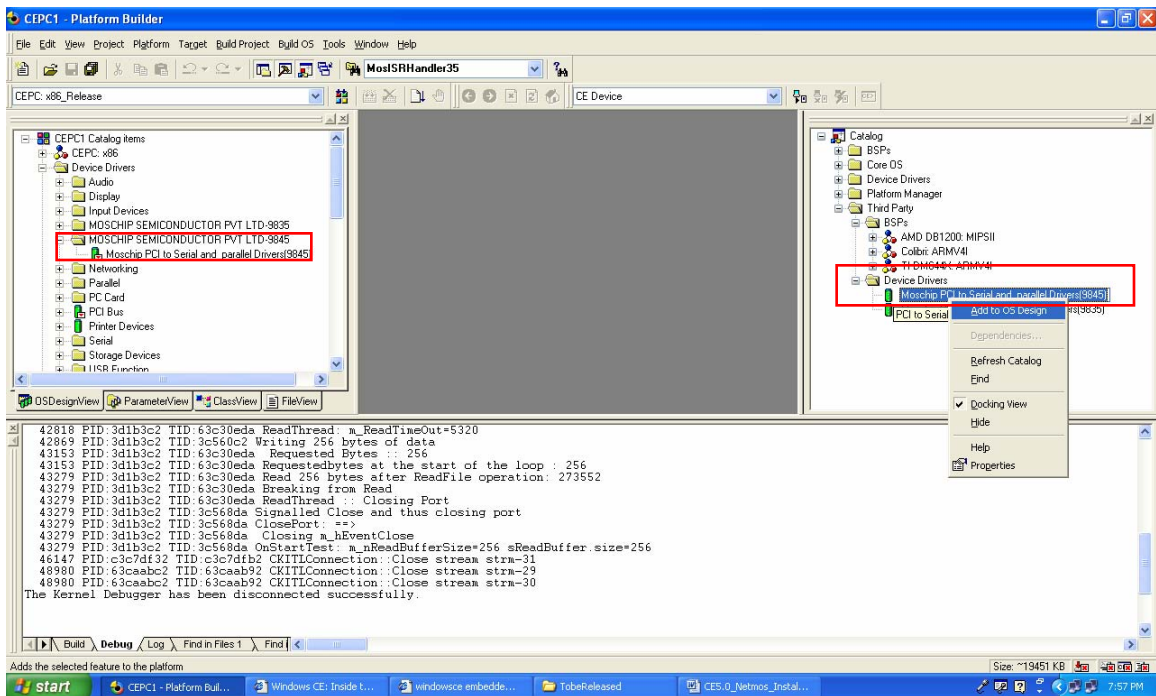 CEPC1 - Platform Builder
File Edit View Project Platform Target Build Project Build OS Tools Window Help
MosISRHandler35
CEPC: x86_Release
CE Device
CEPC1 Catalog items
CEPC: x86
Device Drivers
Audio
Display
Input Devices
MOSCHIP SEMICONDUCTOR PVT LTD-9835
MOSCHIP SEMICONDUCTOR PVT LTD-9845
Moschip PCI to Serial and parallel Drivers(9845)
Networking
Parallel
PC Card
PCI Bus
Printer Devices
Serial
Storage Devices
USB Function
OSDesignView ParameterView ClassView FileView
Catalog
BSPs
Core OS
Device Drivers
Platform Manager
Third Party
BSPs
AMD DB1200: MIPSII
Colibri: ARMV4I
TI DM644X: ARMV4I
Device Drivers
Moschip PCI to Serial and parallel Drivers(9845)
PCI to Serial
Add to OS Design
Dependencies...
Refresh Catalog
Find
Docking View
Hide
Help
Properties
42818 PID:3d1b3c2 TID:63c30eda ReadThread: m_ReadTimeOut=5320
42869 PID:3d1b3c2 TID:3c560c2 Writing 256 bytes of data
43153 PID:3d1b3c2 TID:63c30eda Requested Bytes :: 256
43153 PID:3d1b3c2 TID:63c30eda Requestedbytes at the start of the loop : 256
43279 PID:3d1b3c2 TID:63c30eda Read 256 bytes after ReadFile operation: 273552
43279 PID:3d1b3c2 TID:63c30eda Breaking from Read
43279 PID:3d1b3c2 TID:63c30eda ReadThread :: Closing Port
43279 PID:3d1b3c2 TID:3c568da Signalled Close and thus closing port
43279 PID:3d1b3c2 TID:3c568da ClosePort: ==>
43279 PID:3d1b3c2 TID:3c568da Closing m_hEventClose
43279 PID:3d1b3c2 TID:3c568da OnStartTest: m_nReadBufferSize=256 sReadBuffer.size=256
46147 PID:c3c7df32 TID:c3c7dfb2 CKITLConnection::Close stream strm-31
48980 PID:63caabc2 TID:63caab92 CKITLConnection::Close stream strm-29
48980 PID:63caabc2 TID:63caab92 CKITLConnection::Close stream strm-30
The Kernel Debugger has been disconnected successfully.
Build Debug Log Find in Files 1 Find
Adds the selected feature to the platform
Size: ~19451 KB
start CEPC1 - Platform Buil... Windows CE: Inside t... windowsce embedde... TobeReleased CE5.0_Netmos_Instal... 7:57 PM